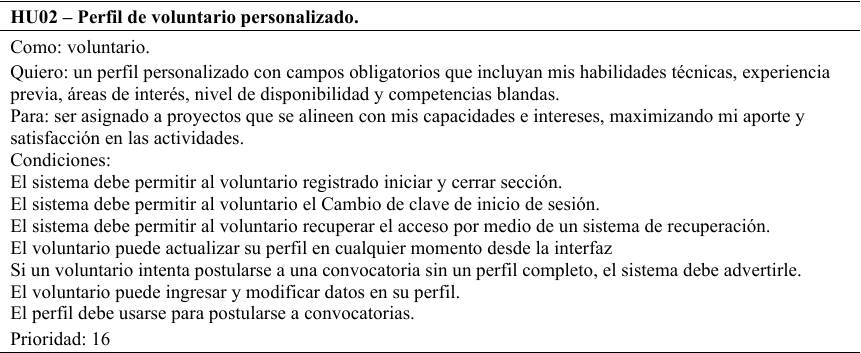 HU02 – Perfil de voluntario personalizado.
Como: voluntario.
Quiero: un perfil personalizado con campos obligatorios que incluyan mis habilidades técnicas, experiencia
previa, áreas de interés, nivel de disponibilidad y competencias blandas.
Para: ser asignado a proyectos que se alineen con mis capacidades e intereses, maximizando mi aporte y
satisfacción en las actividades.
Condiciones:
El sistema debe permitir al voluntario registrado iniciar y cerrar sección.
El sistema debe permitir al voluntario el Cambio de clave de inicio de sesión.
El sistema debe permitir al voluntario recuperar el acceso por medio de un sistema de recuperación.
El voluntario puede actualizar su perfil en cualquier momento desde la interfaz
Si un voluntario intenta postularse a una convocatoria sin un perfil completo, el sistema debe advertirle.
El voluntario puede ingresar y modificar datos en su perfil.
El perfil debe usarse para postularse a convocatorias.
Prioridad: 16